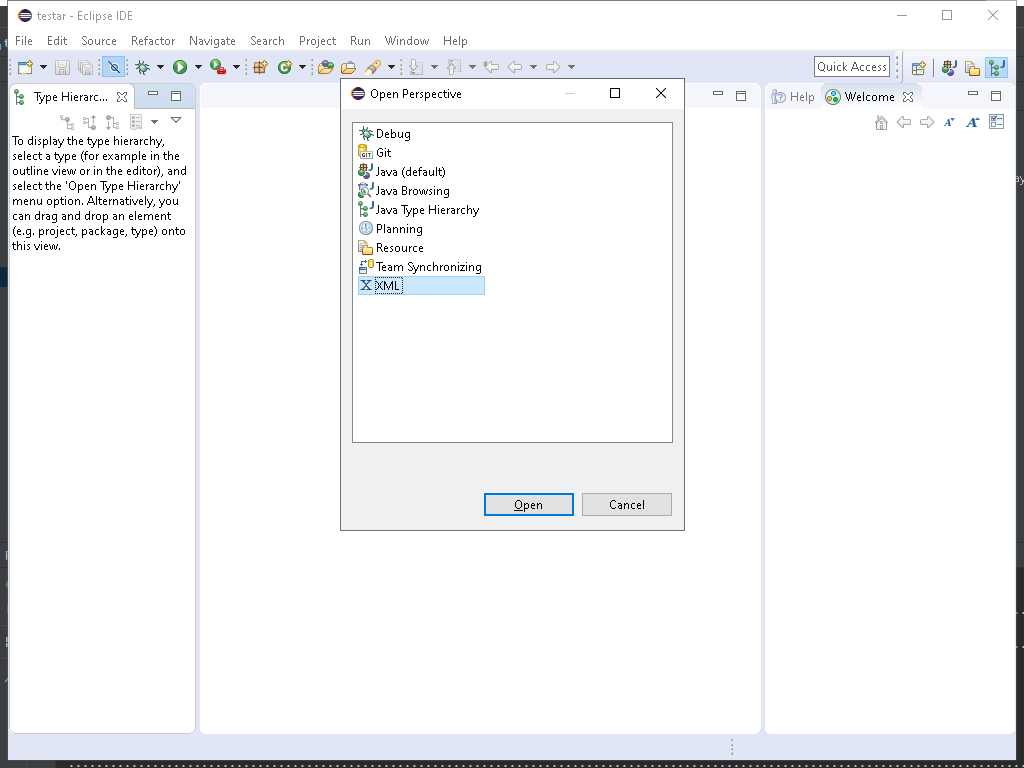 testar - Eclipse IDE
File Edit Source Refactor Navigate Search Project Run Window Help
Quick Access
Type Hierarc...
Help Welcome
To display the type hierarchy,
select a type (for example in the
outline view or in the editor), and
select the 'Open Type Hierarchy'
menu option. Alternatively, you
can drag and drop an element
(e.g. project, package, type) onto
this view.
Open Perspective
Debug
Git
Java (default)
Java Browsing
Java Type Hierarchy
Planning
Resource
Team Synchronizing
XML
Open Cancel